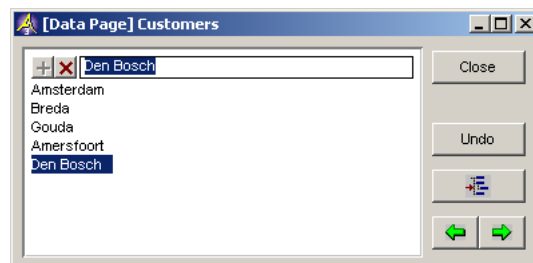 [Data Page] Customers
Den Bosch
Close
Amsterdam
Breda
Gouda
Undo
Amersfoort
Den Bosch